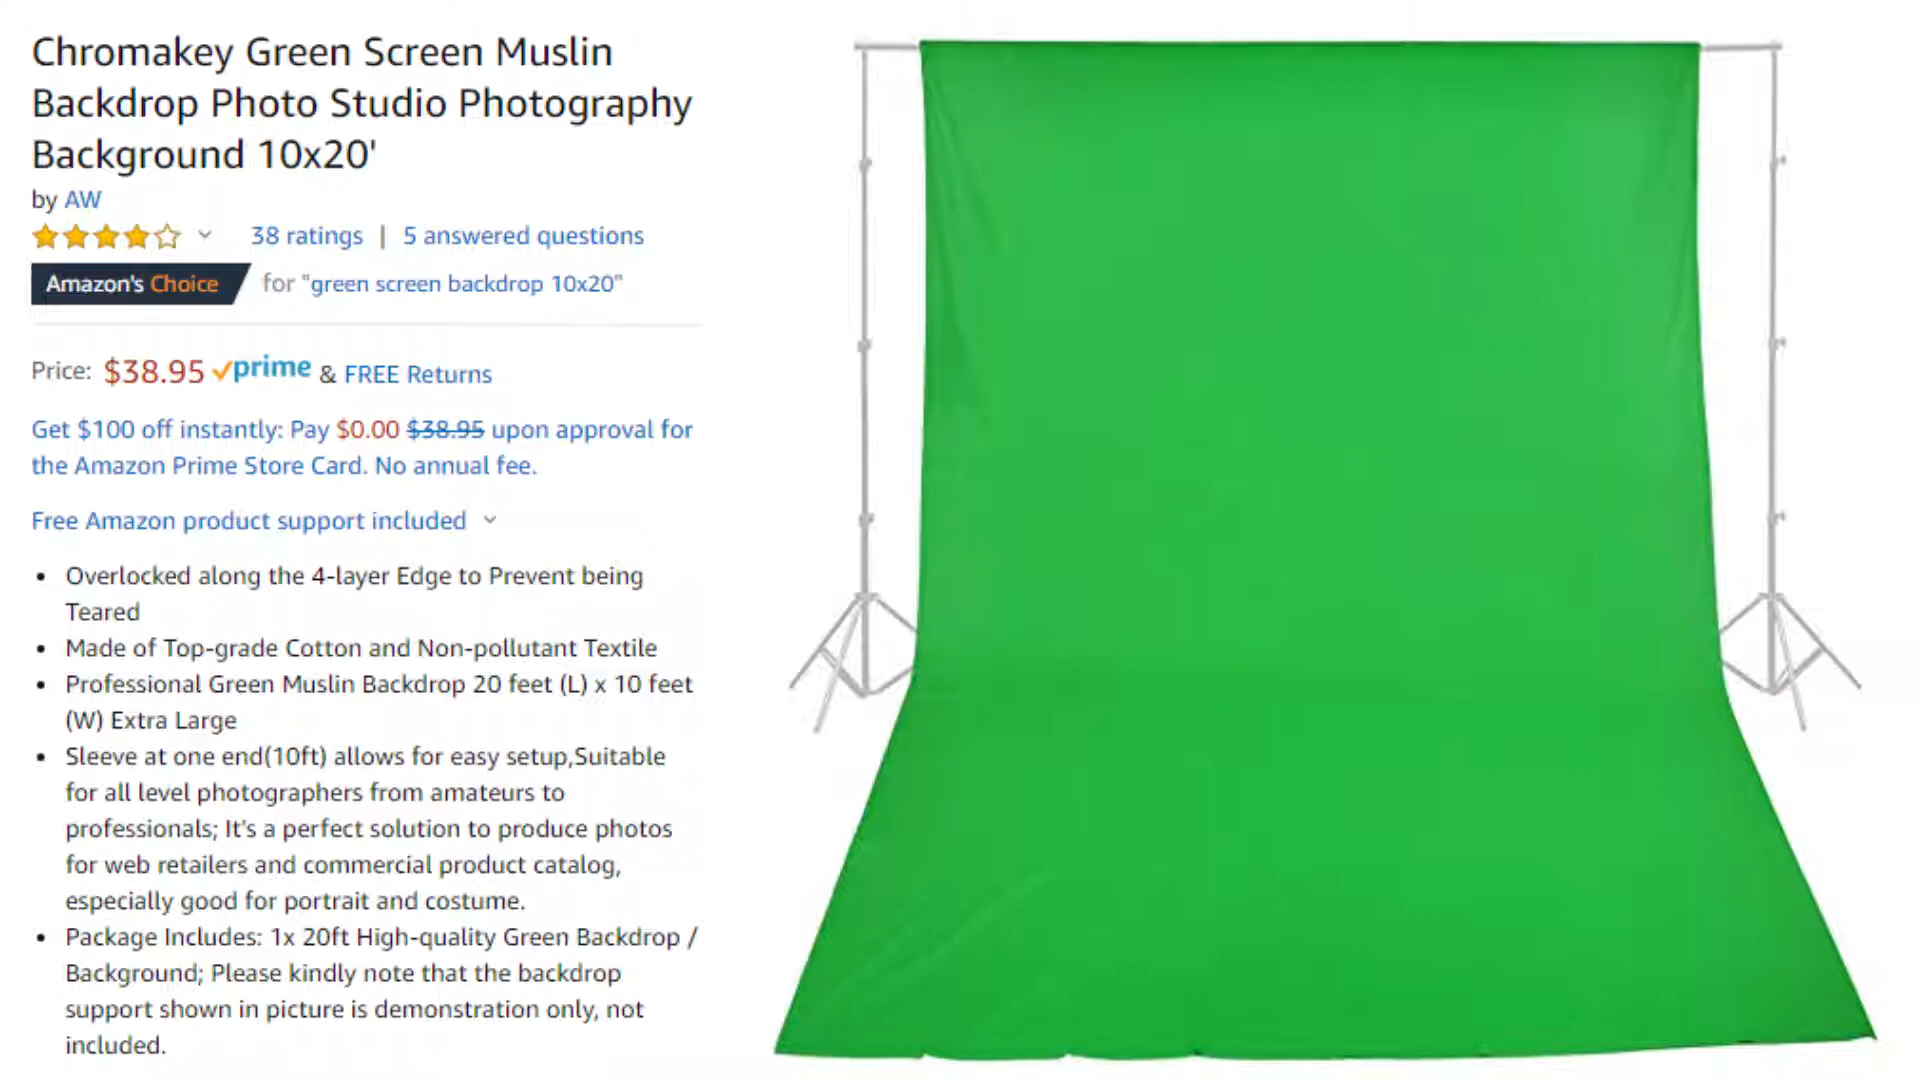 Chromakey Green Screen Muslin
Backdrop Photo Studio Photography
Background 10x20'
by AW
38 ratings | 5 answered questions
Amazon's Choice for "green screen backdrop 10x20"
Price: $38.95 prime & FREE Returns
Get $100 off instantly: Pay $0.00 $38.95 upon approval for
the Amazon Prime Store Card. No annual fee.
Free Amazon product support included
• Overlocked along the 4-layer Edge to Prevent being
Teared
• Made of Top-grade Cotton and Non-pollutant Textile
• Professional Green Muslin Backdrop 20 feet (L) x 10 feet
(W) Extra Large
• Sleeve at one end(10ft) allows for easy setup,Suitable
for all level photographers from amateurs to
professionals; It's a perfect solution to produce photos
for web retailers and commercial product catalog,
especially good for portrait and costume.
• Package Includes: 1x 20ft High-quality Green Backdrop /
Background; Please kindly note that the backdrop
support shown in picture is demonstration only, not
included.